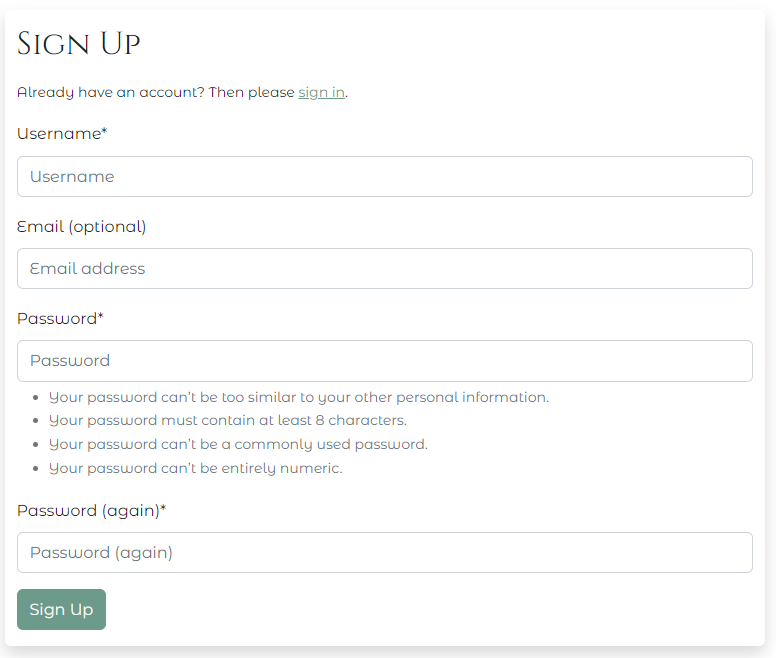 Sign Up
Already have an account? Then please sign in.
Username*
Username
Email (optional)
Email address
Password*
Password
• Your password can't be too similar to your other personal information.
• Your password must contain at least 8 characters.
• Your password can't be a commonly used password.
• Your password can't be entirely numeric.
Password (again)*
Password (again)
Sign Up